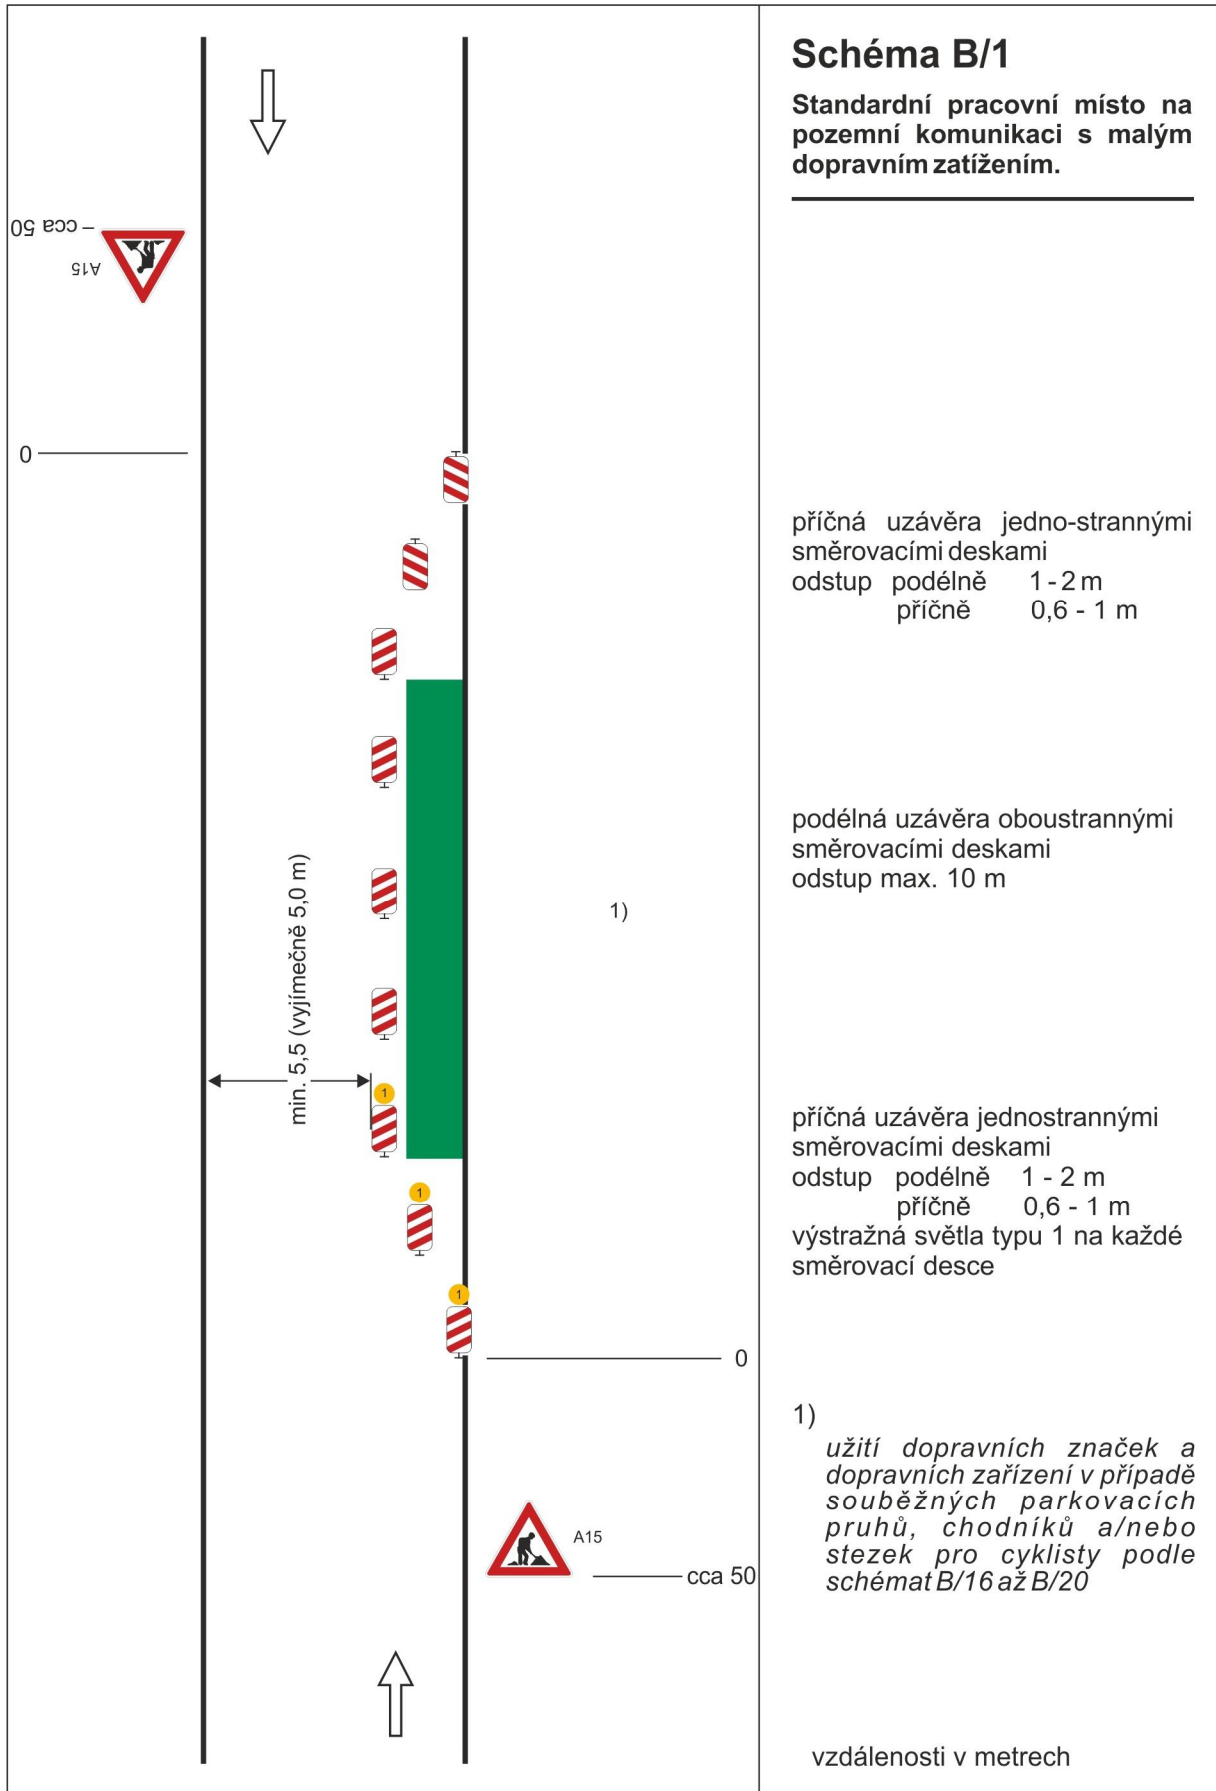 Schéma B/1
Standardní pracovní místo na
pozemní komunikaci s malým
dopravním zatížením.
cca 50
A15
0
příčná uzávěra jedno-strannými
směrovacími deskami
odstup podélně 1 - 2 m
příčně 0,6 - 1 m
podélná uzávěra oboustrannými
směrovacími deskami
odstup max. 10 m
1)
min. 5,5 (vyjímečně 5,0 m)
1
1
1
příčná uzávěra jednostrannými
směrovacími deskami
odstup podélně 1 - 2 m
příčně 0,6 - 1 m
výstražná světla typu 1 na každé
směrovací desce
0
A15
cca 50
1)
užití dopravních značek a
dopravních zařízení v případě
souběžných parkovacích
pruhů, chodníků a/nebo
stezek pro cyklisty podle
schémat B/16 až B/20
vzdálenosti v metrech